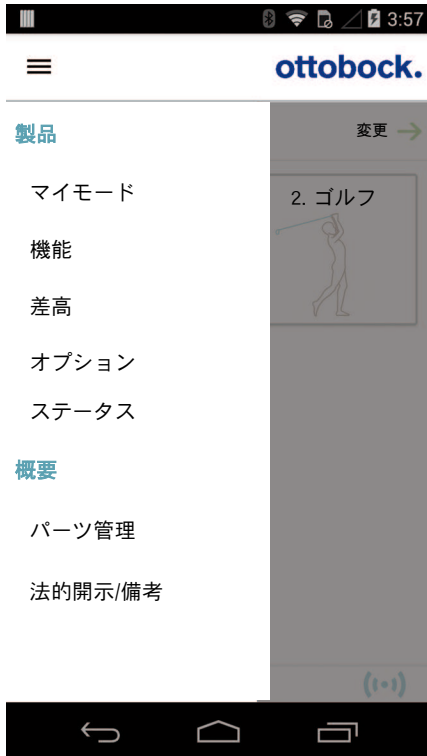 3:57
ottobock.
製品
変更
マイモード
2. ゴルフ
機能
差高
オプション
ステータス
概要
パーツ管理
法的開示/備考